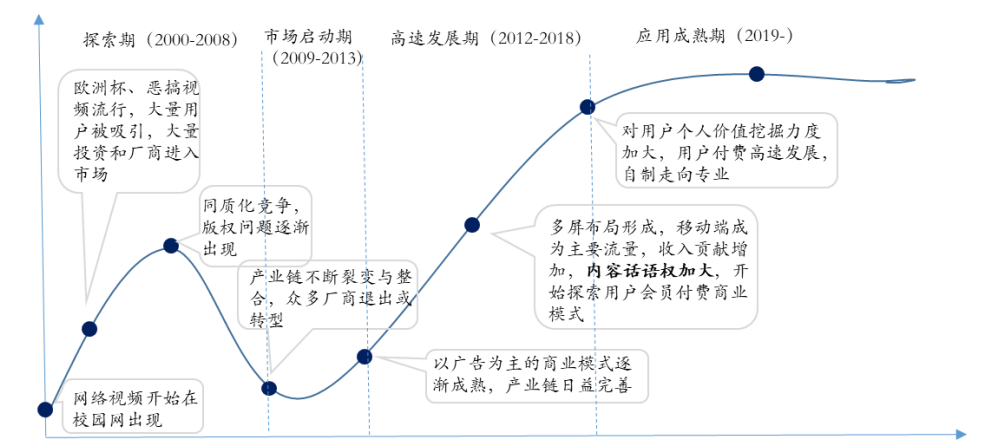 探索期（2000-2008）
市场启动期
（2009-2013）
高速发展期（2012-2018）
应用成熟期（2019-）
欧洲杯、恶搞视
频流行，大量用
户被吸引，大量
投资和厂商进入
市场
同质化竞争，
版权问题逐渐
出现
产业链不断裂变与整
合，众多厂商退出或
转型
网络视频开始在
校园网出现
以广告为主的商业模式逐
渐成熟，产业链日益完善
多屏布局形成，移动端成
为主要流量，收入贡献增
加，内容话语权加大，开
始探索用户会员付费商业
模式
对用户个人价值挖掘力度
加大，用户付费高速发展，
自制走向专业